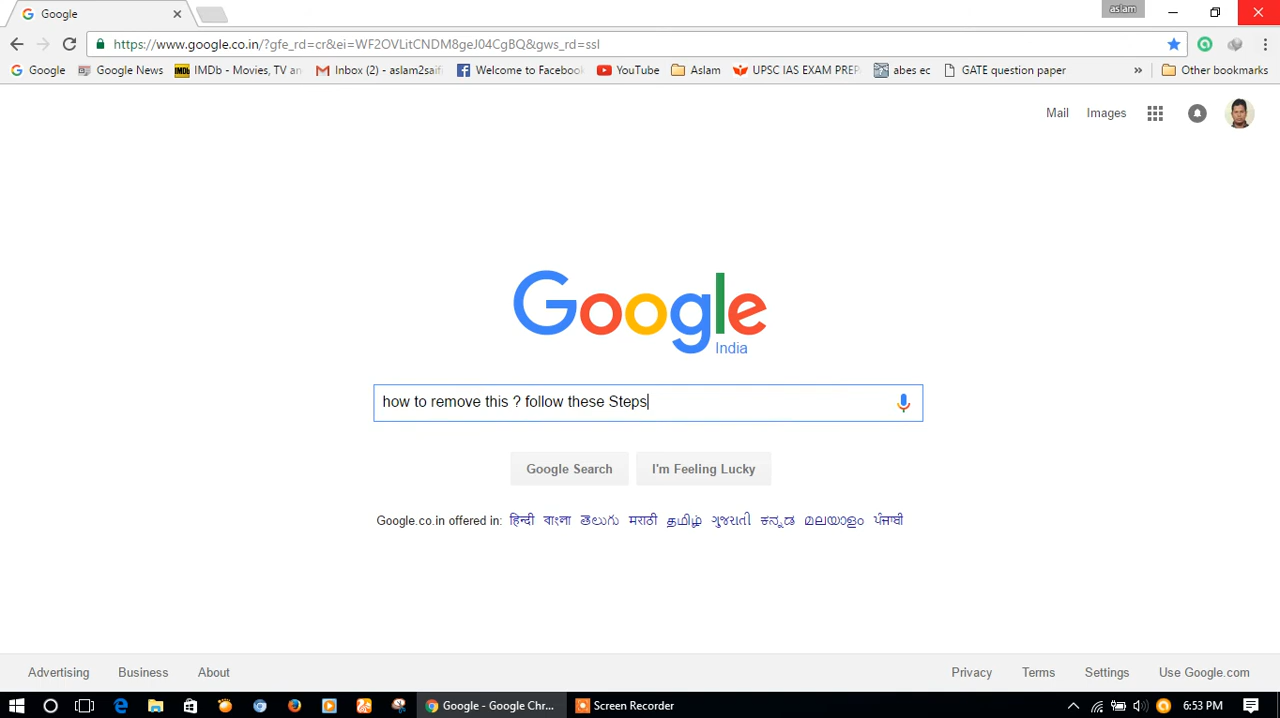 Google
aslam
https://www.google.co.in/?gfe_rd=cr&ei=WF2OVLitCNDM8geJ04CgBQ&gws_rd=ssl
Google Google News IMDb - Movies, TV an Inbox (2) - aslam2saif Welcome to Facebook YouTube Aslam UPSC IAS EXAM PREP abes ec GATE question paper » Other bookmarks
Mail Images
Google
India
how to remove this ? follow these Steps
Google Search I'm Feeling Lucky
Google.co.in offered in: हिन्दी বাংলা తెలుగు मराठी தமிழ் ગુજરાતી ಕನ್ನಡ മലയാളം ਪੰਜਾਬੀ
Advertising Business About Privacy Terms Settings Use Google.com
Google - Google Chr... Screen Recorder 6:53 PM